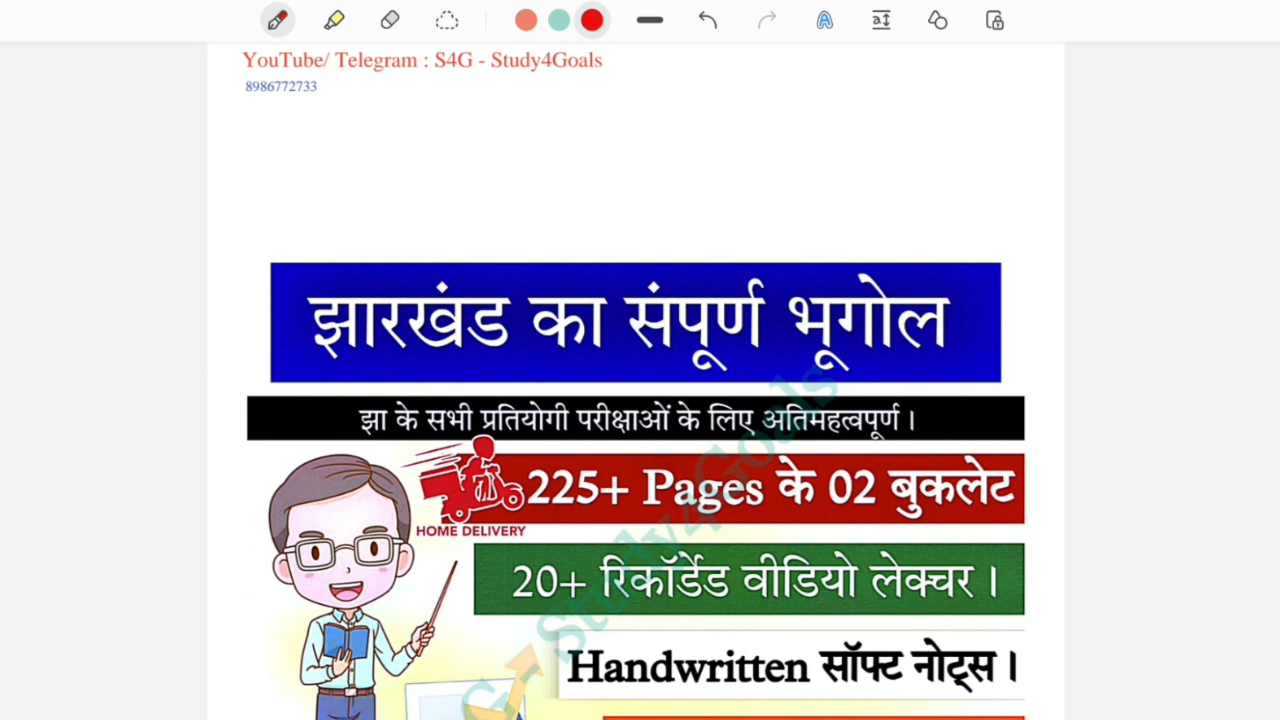 YouTube/ Telegram : S4G - Study4Goals
8986772733
झारखंड का संपूर्ण भूगोल
झा के सभी प्रतियोगी परीक्षाओं के लिए अतिमहत्वपूर्ण ।
225+ Pages के 02 बुकलेट
HOME DELIVERY
20+ रिकॉर्डेड वीडियो लेक्चर ।
Handwritten सॉफ्ट नोट्स ।
G - Study4Goals